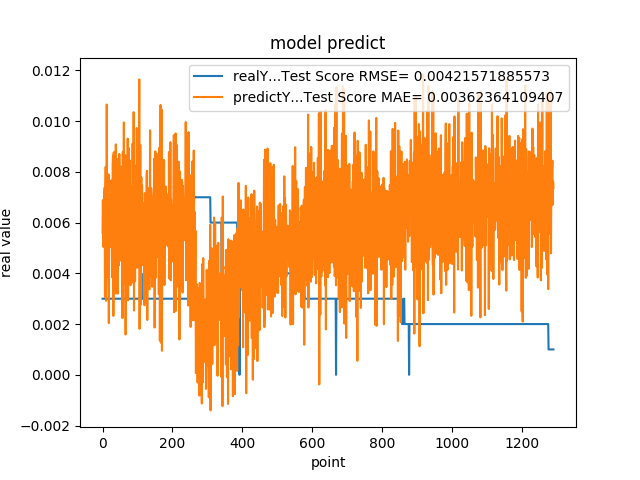 model predict
realY...Test Score RMSE= 0.00421571885573
predictY...Test Score MAE= 0.00362364109407
real value
0.012
0.010
0.008
0.006
0.004
0.002
0.000
−0.002
0 200 400 600 800 1000 1200
point